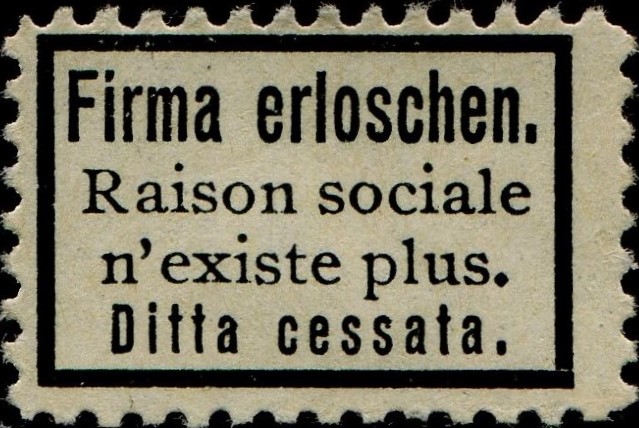 Firma erloschen.
Raison sociale
n'existe plus.
Ditta cessata.